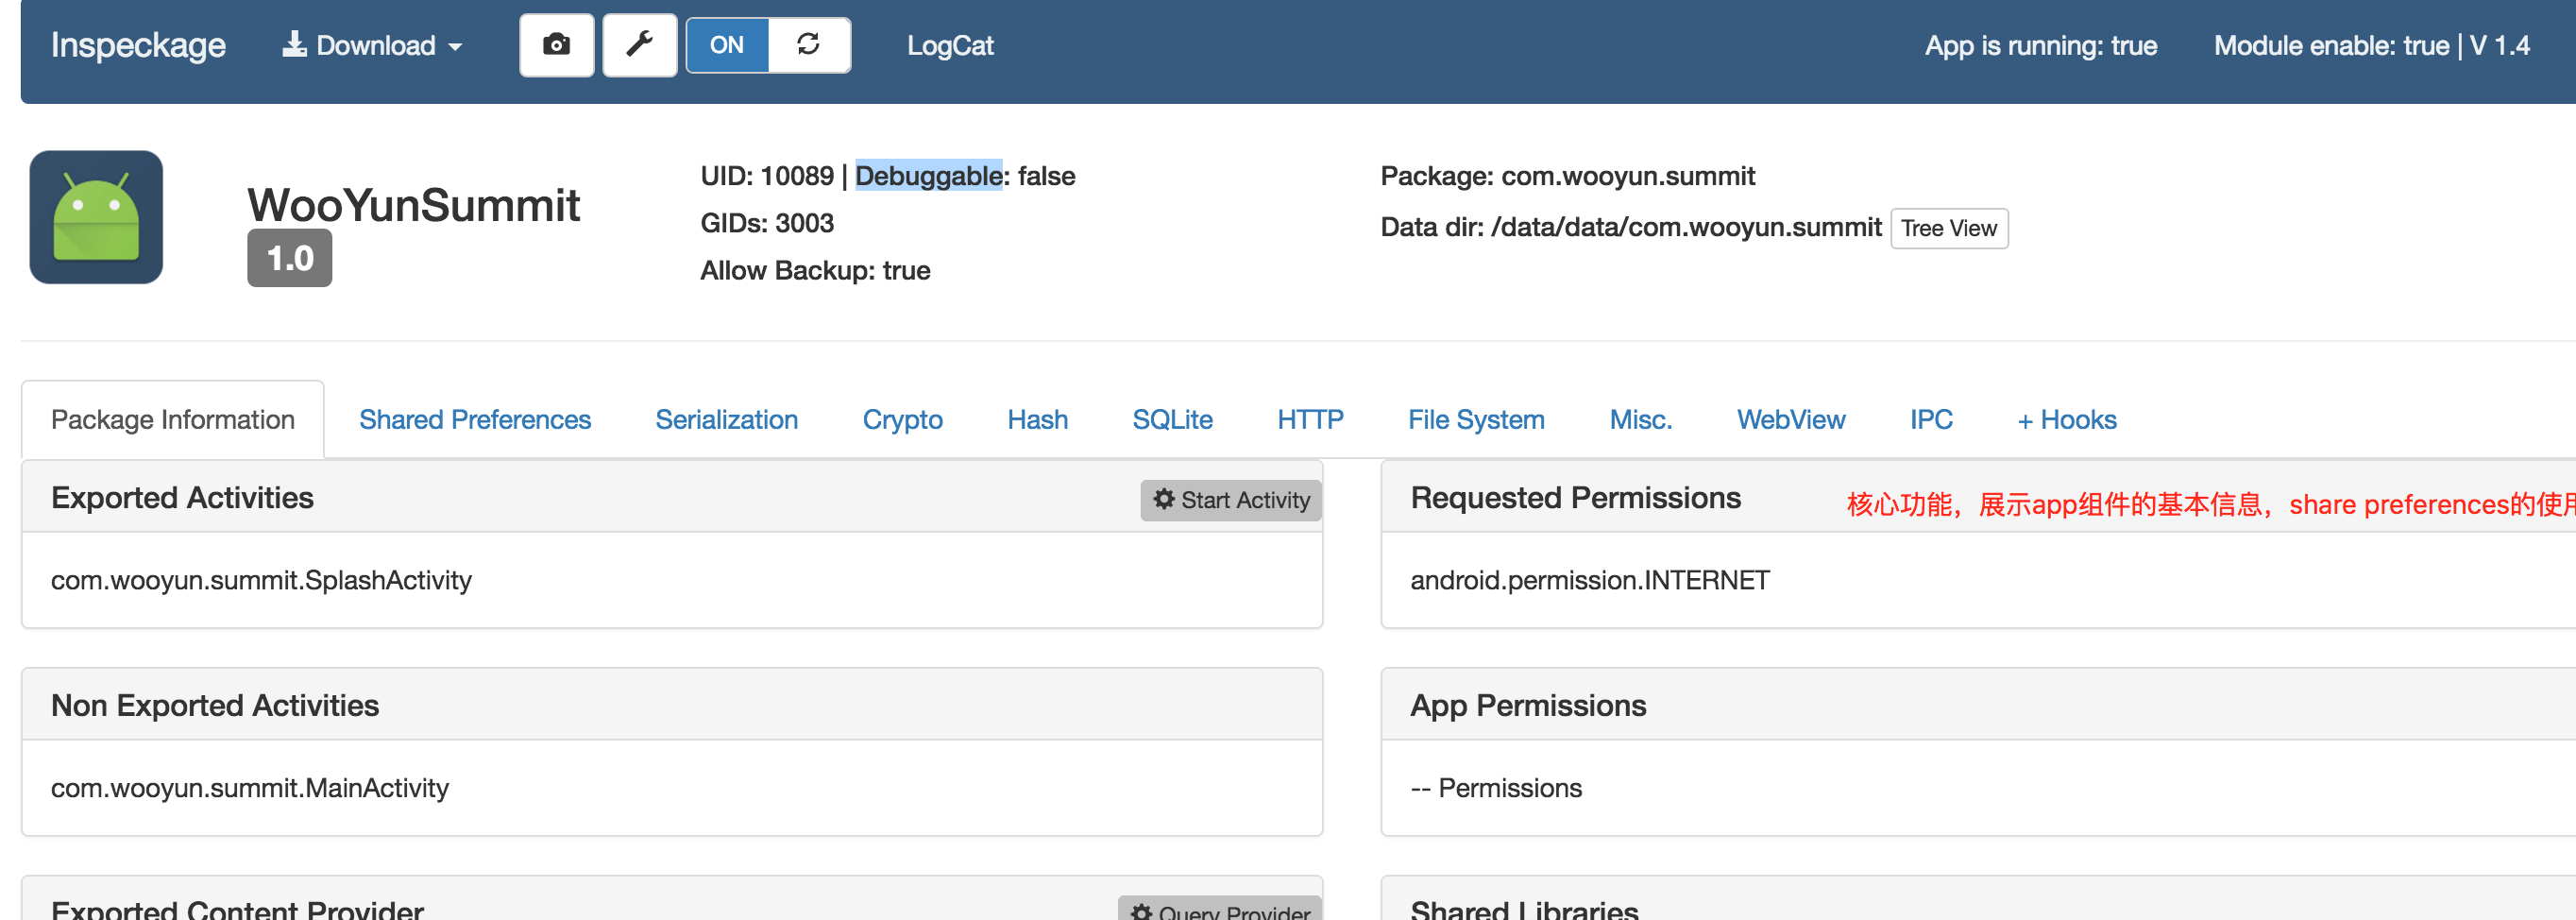 Inspeckage Download ON LogCat App is running: true Module enable: true | V 1.4
WooYunSummit
1.0
UID: 10089 | Debuggable: false
GIDs: 3003
Allow Backup: true
Package: com.wooyun.summit
Data dir: /data/data/com.wooyun.summit Tree View
Package Information Shared Preferences Serialization Crypto Hash SQLite HTTP File System Misc. WebView IPC + Hooks
Exported Activities Start Activity
com.wooyun.summit.SplashActivity
Requested Permissions 核心功能，展示app组件的基本信息，share preferences的使用
android.permission.INTERNET
Non Exported Activities
com.wooyun.summit.MainActivity
App Permissions
-- Permissions
Exported Content Provider Query Provider
Shared Libraries